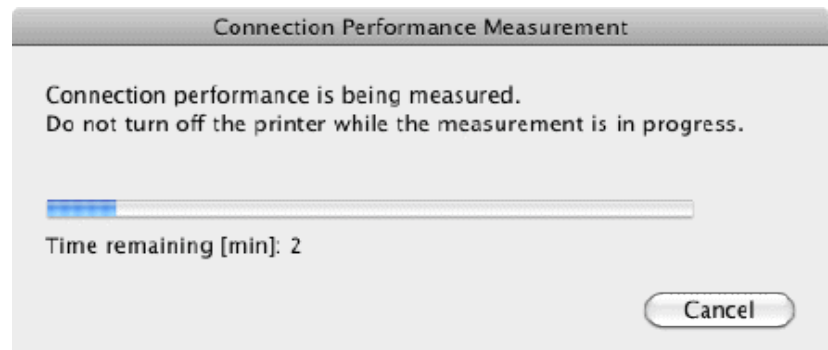 Connection Performance Measurement
Connection performance is being measured.
Do not turn off the printer while the measurement is in progress.
Time remaining [min]: 2
Cancel